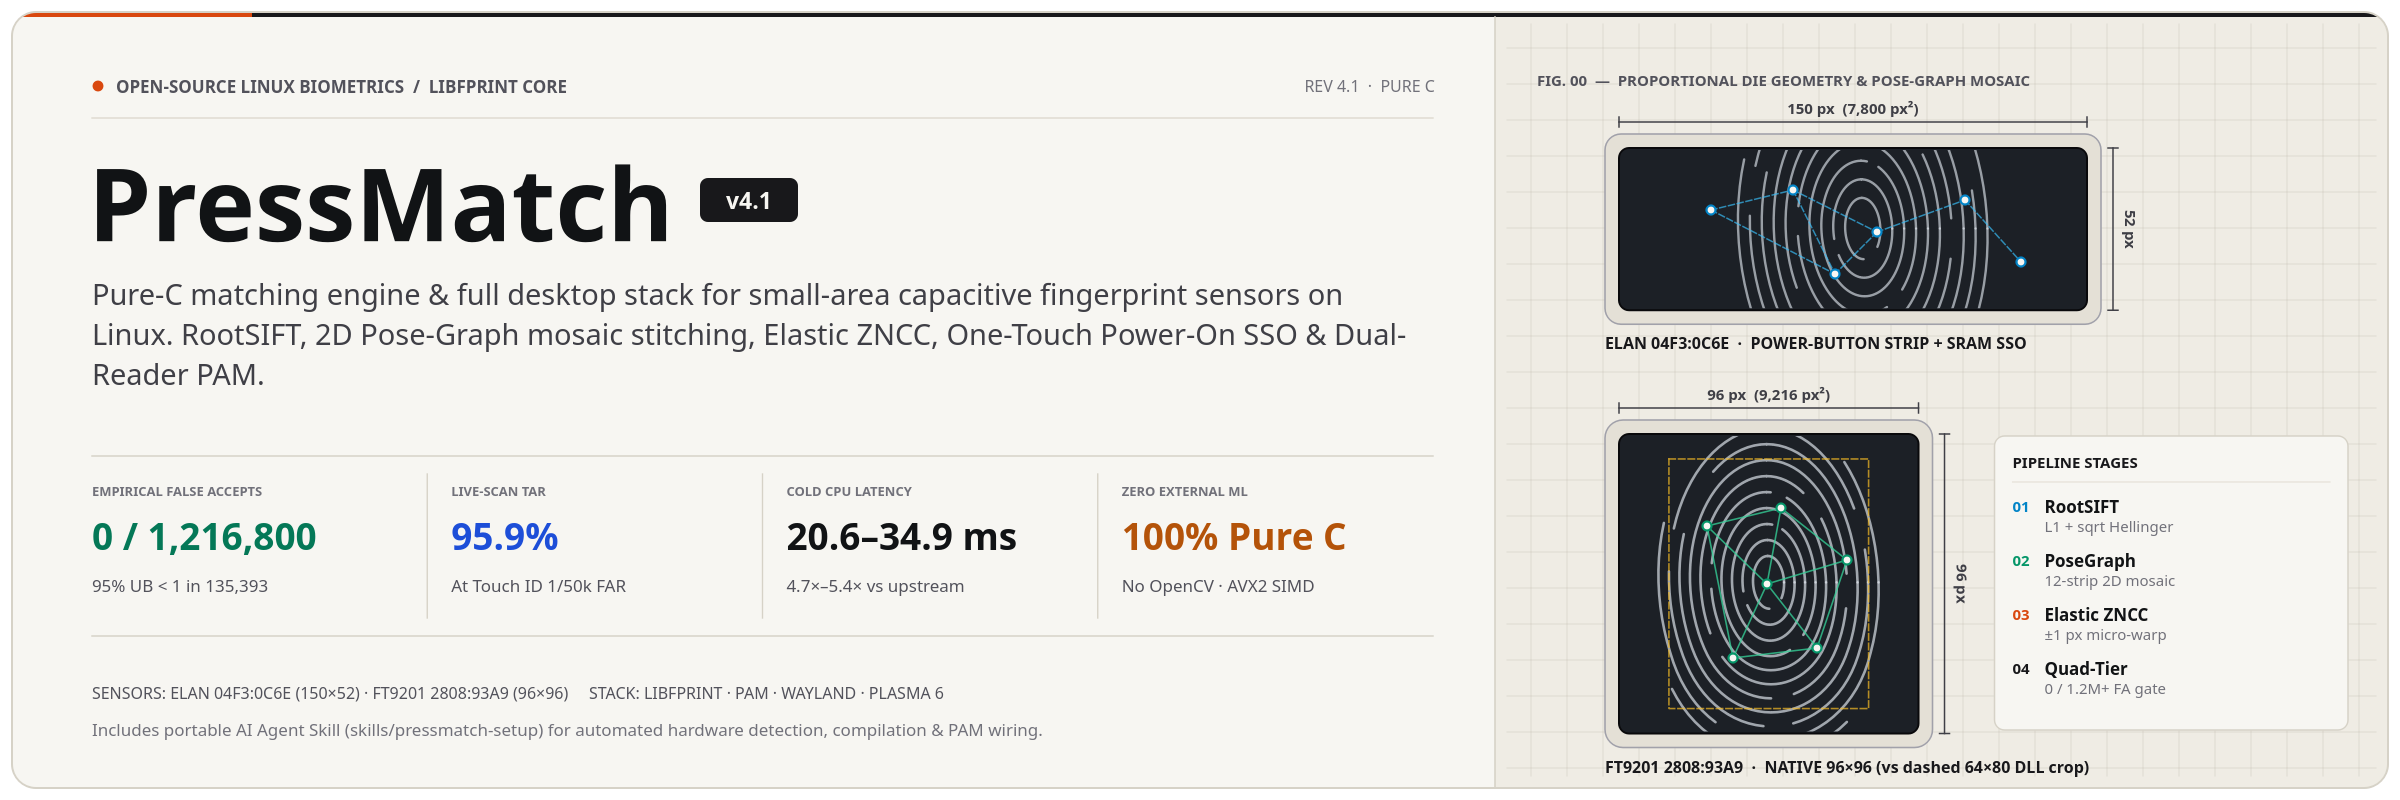 OPEN-SOURCE LINUX BIOMETRICS / LIBFPRINT CORE
REV 4.1 · PURE C
PressMatch
v4.1
Pure-C matching engine & full desktop stack for small-area capacitive fingerprint sensors on
Linux. RootSIFT, 2D Pose-Graph mosaic stitching, Elastic ZNCC, One-Touch Power-On SSO & Dual-
Reader PAM.
EMPIRICAL FALSE ACCEPTS
0 / 1,216,800
95% UB < 1 in 135,393
LIVE-SCAN TAR
95.9%
At Touch ID 1/50k FAR
COLD CPU LATENCY
20.6–34.9 ms
4.7×–5.4× vs upstream
ZERO EXTERNAL ML
100% Pure C
No OpenCV · AVX2 SIMD
SENSORS: ELAN 04F3:0C6E (150×52) · FT9201 2808:93A9 (96×96) STACK: LIBFPRINT · PAM · WAYLAND · PLASMA 6
Includes portable AI Agent Skill (skills/pressmatch-setup) for automated hardware detection, compilation & PAM wiring.
FIG. 00 — PROPORTIONAL DIE GEOMETRY & POSE-GRAPH MOSAIC
150 px (7,800 px²)
52 px
ELAN 04F3:0C6E · POWER-BUTTON STRIP + SRAM SSO
96 px (9,216 px²)
96 px
FT9201 2808:93A9 · NATIVE 96×96 (vs dashed 64×80 DLL crop)
PIPELINE STAGES
01 RootSIFT
L1 + sqrt Hellinger
02 PoseGraph
12-strip 2D mosaic
03 Elastic ZNCC
±1 px micro-warp
04 Quad-Tier
0 / 1.2M+ FA gate